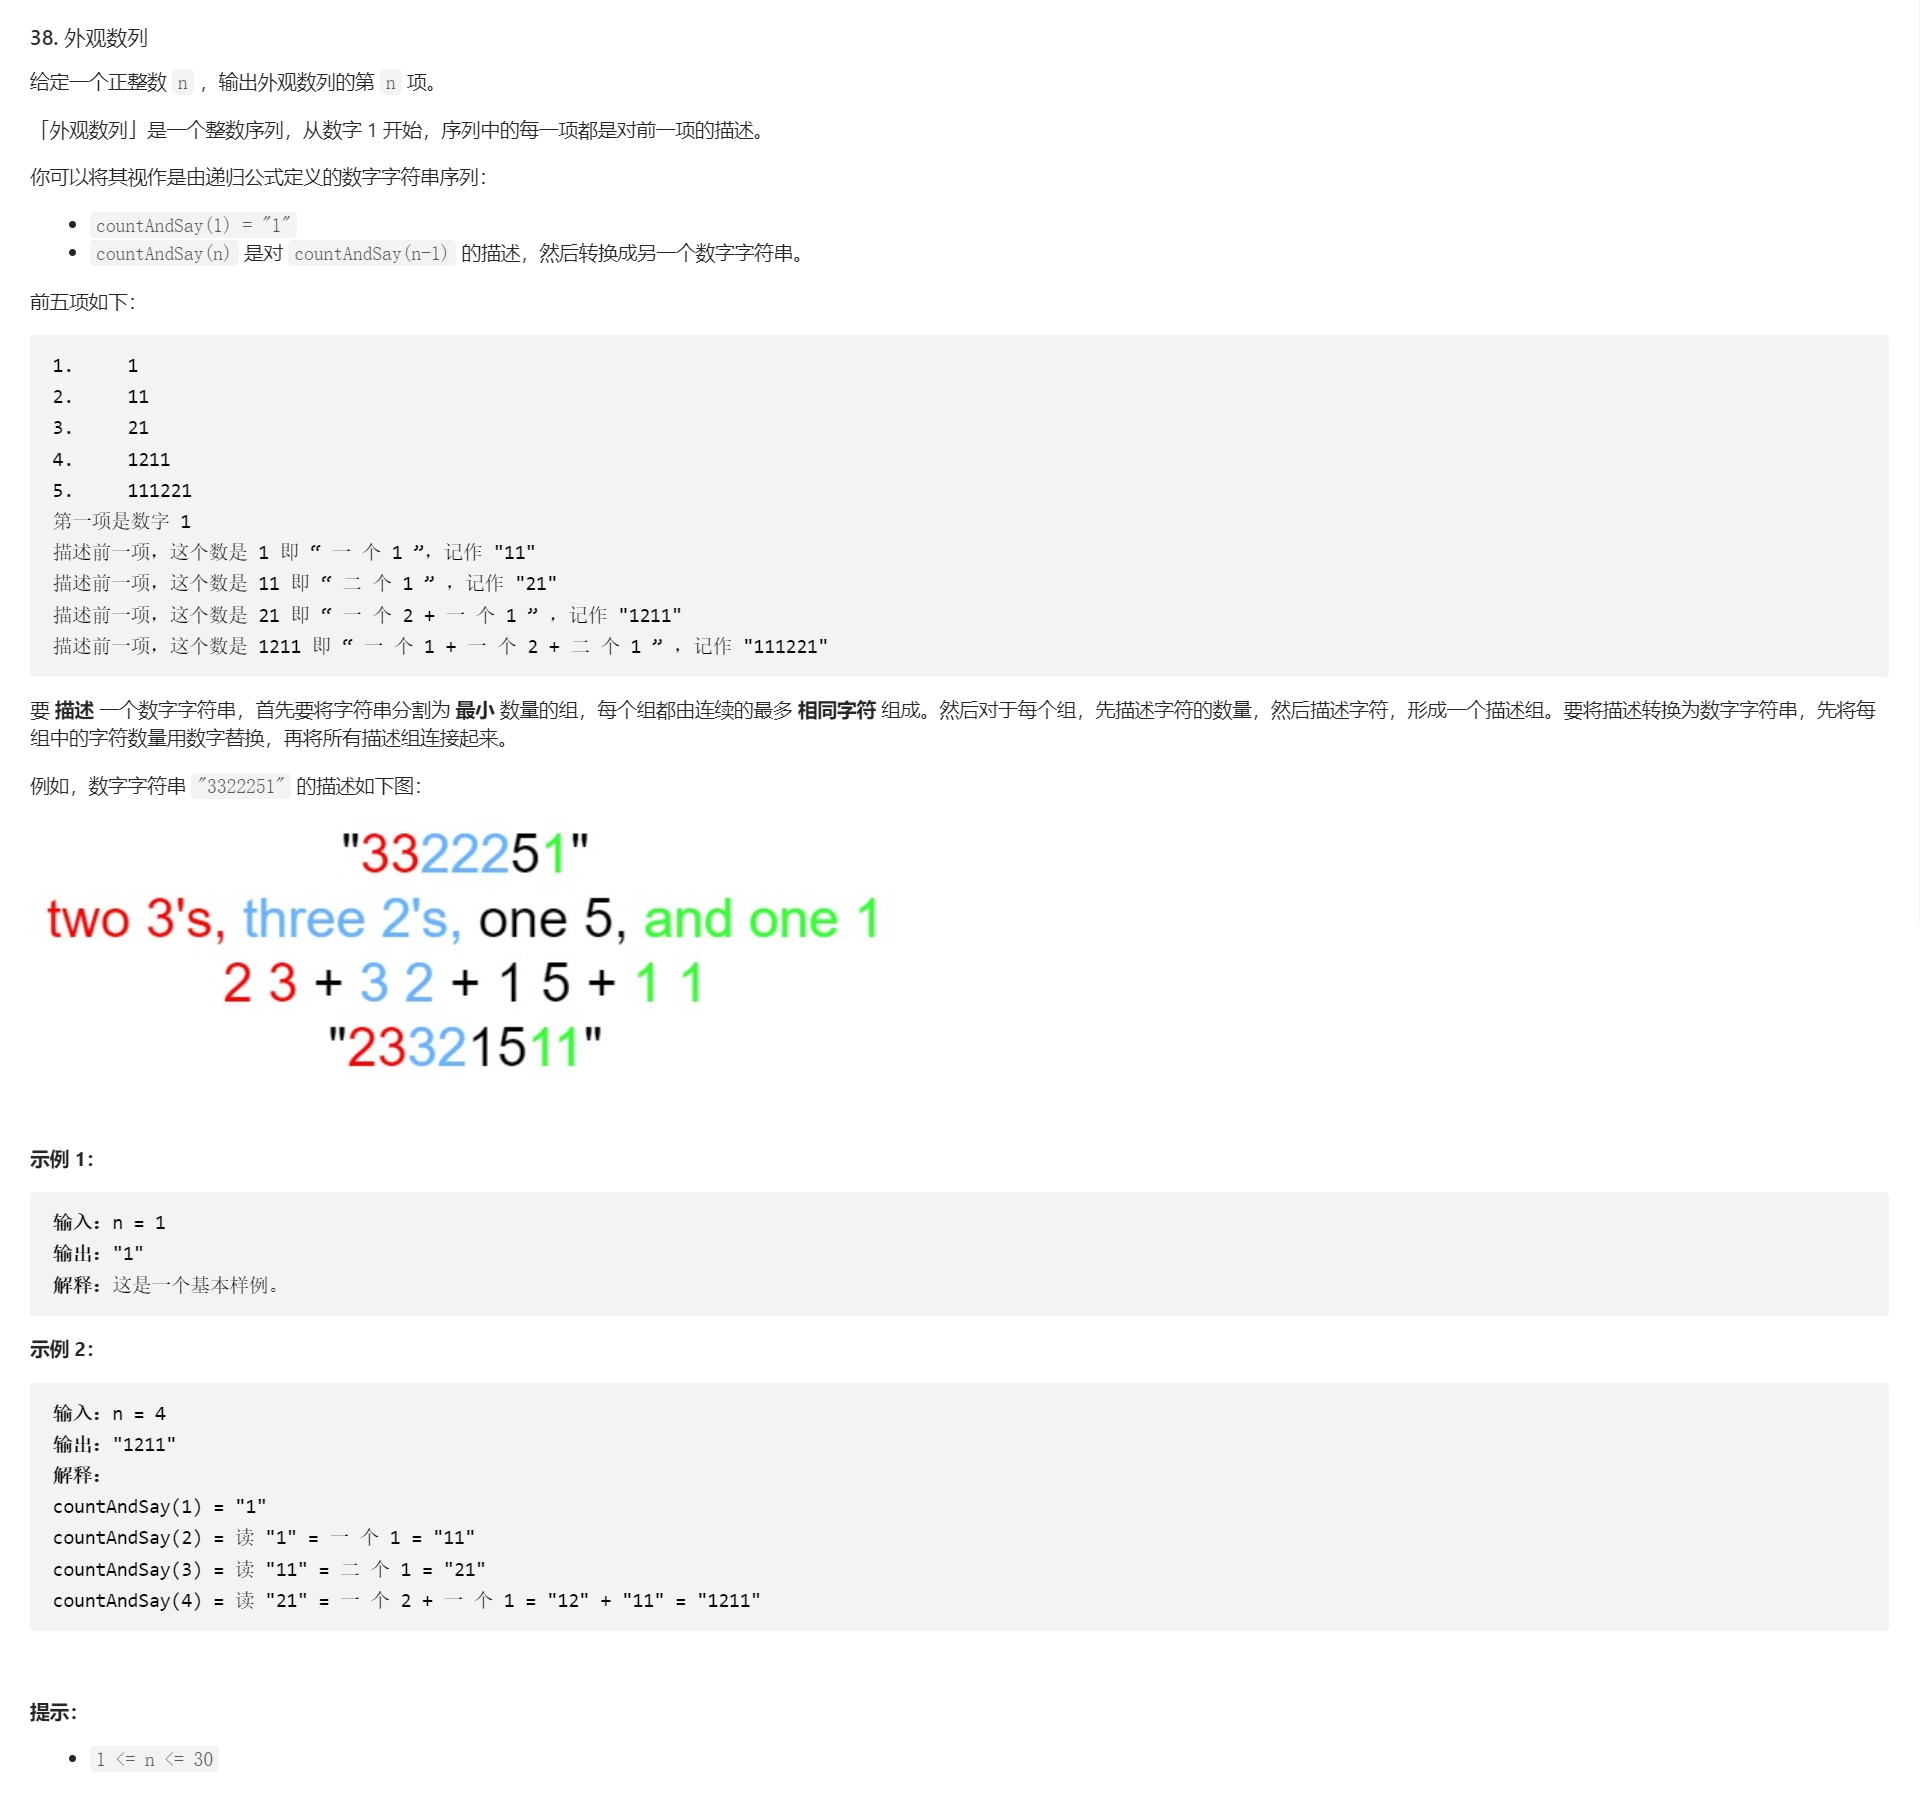 38. 外观数列
给定一个正整数 n ，输出外观数列的第 n 项。
「外观数列」是一个整数序列，从数字 1 开始，序列中的每一项都是对前一项的描述。
你可以将其视作是由递归公式定义的数字字符串序列：
• countAndSay(1) = "1"
• countAndSay(n) 是对 countAndSay(n-1) 的描述，然后转换成另一个数字字符串。
前五项如下：
1.     1
2.     11
3.     21
4.     1211
5.     111221
第一项是数字 1
描述前一项，这个数是 1 即 “ 一 个 1 ”，记作 "11"
描述前一项，这个数是 11 即 “ 二 个 1 ” ，记作 "21"
描述前一项，这个数是 21 即 “ 一 个 2 + 一 个 1 ” ，记作 "1211"
描述前一项，这个数是 1211 即 “ 一 个 1 + 一 个 2 + 二 个 1 ” ，记作 "111221"
要 描述 一个数字字符串，首先要将字符串分割为 最小 数量的组，每个组都由连续的最多 相同字符 组成。然后对于每个组，先描述字符的数量，然后描述字符，形成一个描述组。要将描述转换为数字字符串，先将每
组中的字符数量用数字替换，再将所有描述组连接起来。
例如，数字字符串 "3322251" 的描述如下图：
"3322251"
two 3's, three 2's, one 5, and one 1
2 3 + 3 2 + 1 5 + 1 1
"23321511"
示例 1：
输入：n = 1
输出："1"
解释：这是一个基本样例。
示例 2：
输入：n = 4
输出："1211"
解释：
countAndSay(1) = "1"
countAndSay(2) = 读 "1" = 一 个 1 = "11"
countAndSay(3) = 读 "11" = 二 个 1 = "21"
countAndSay(4) = 读 "21" = 一 个 2 + 一 个 1 = "12" + "11" = "1211"
提示：
• 1 <= n <= 30